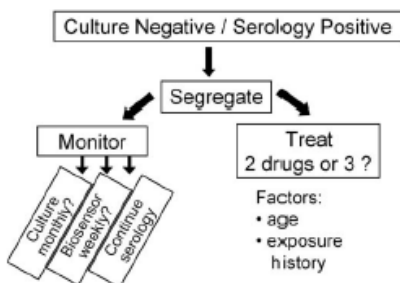 Culture Negative / Serology Positive
Segregate
Monitor
Treat
2 drugs or 3 ?
Culture
monthly?
Biosensor
weekly?
Continue
serology
Factors:
• age
• exposure
history